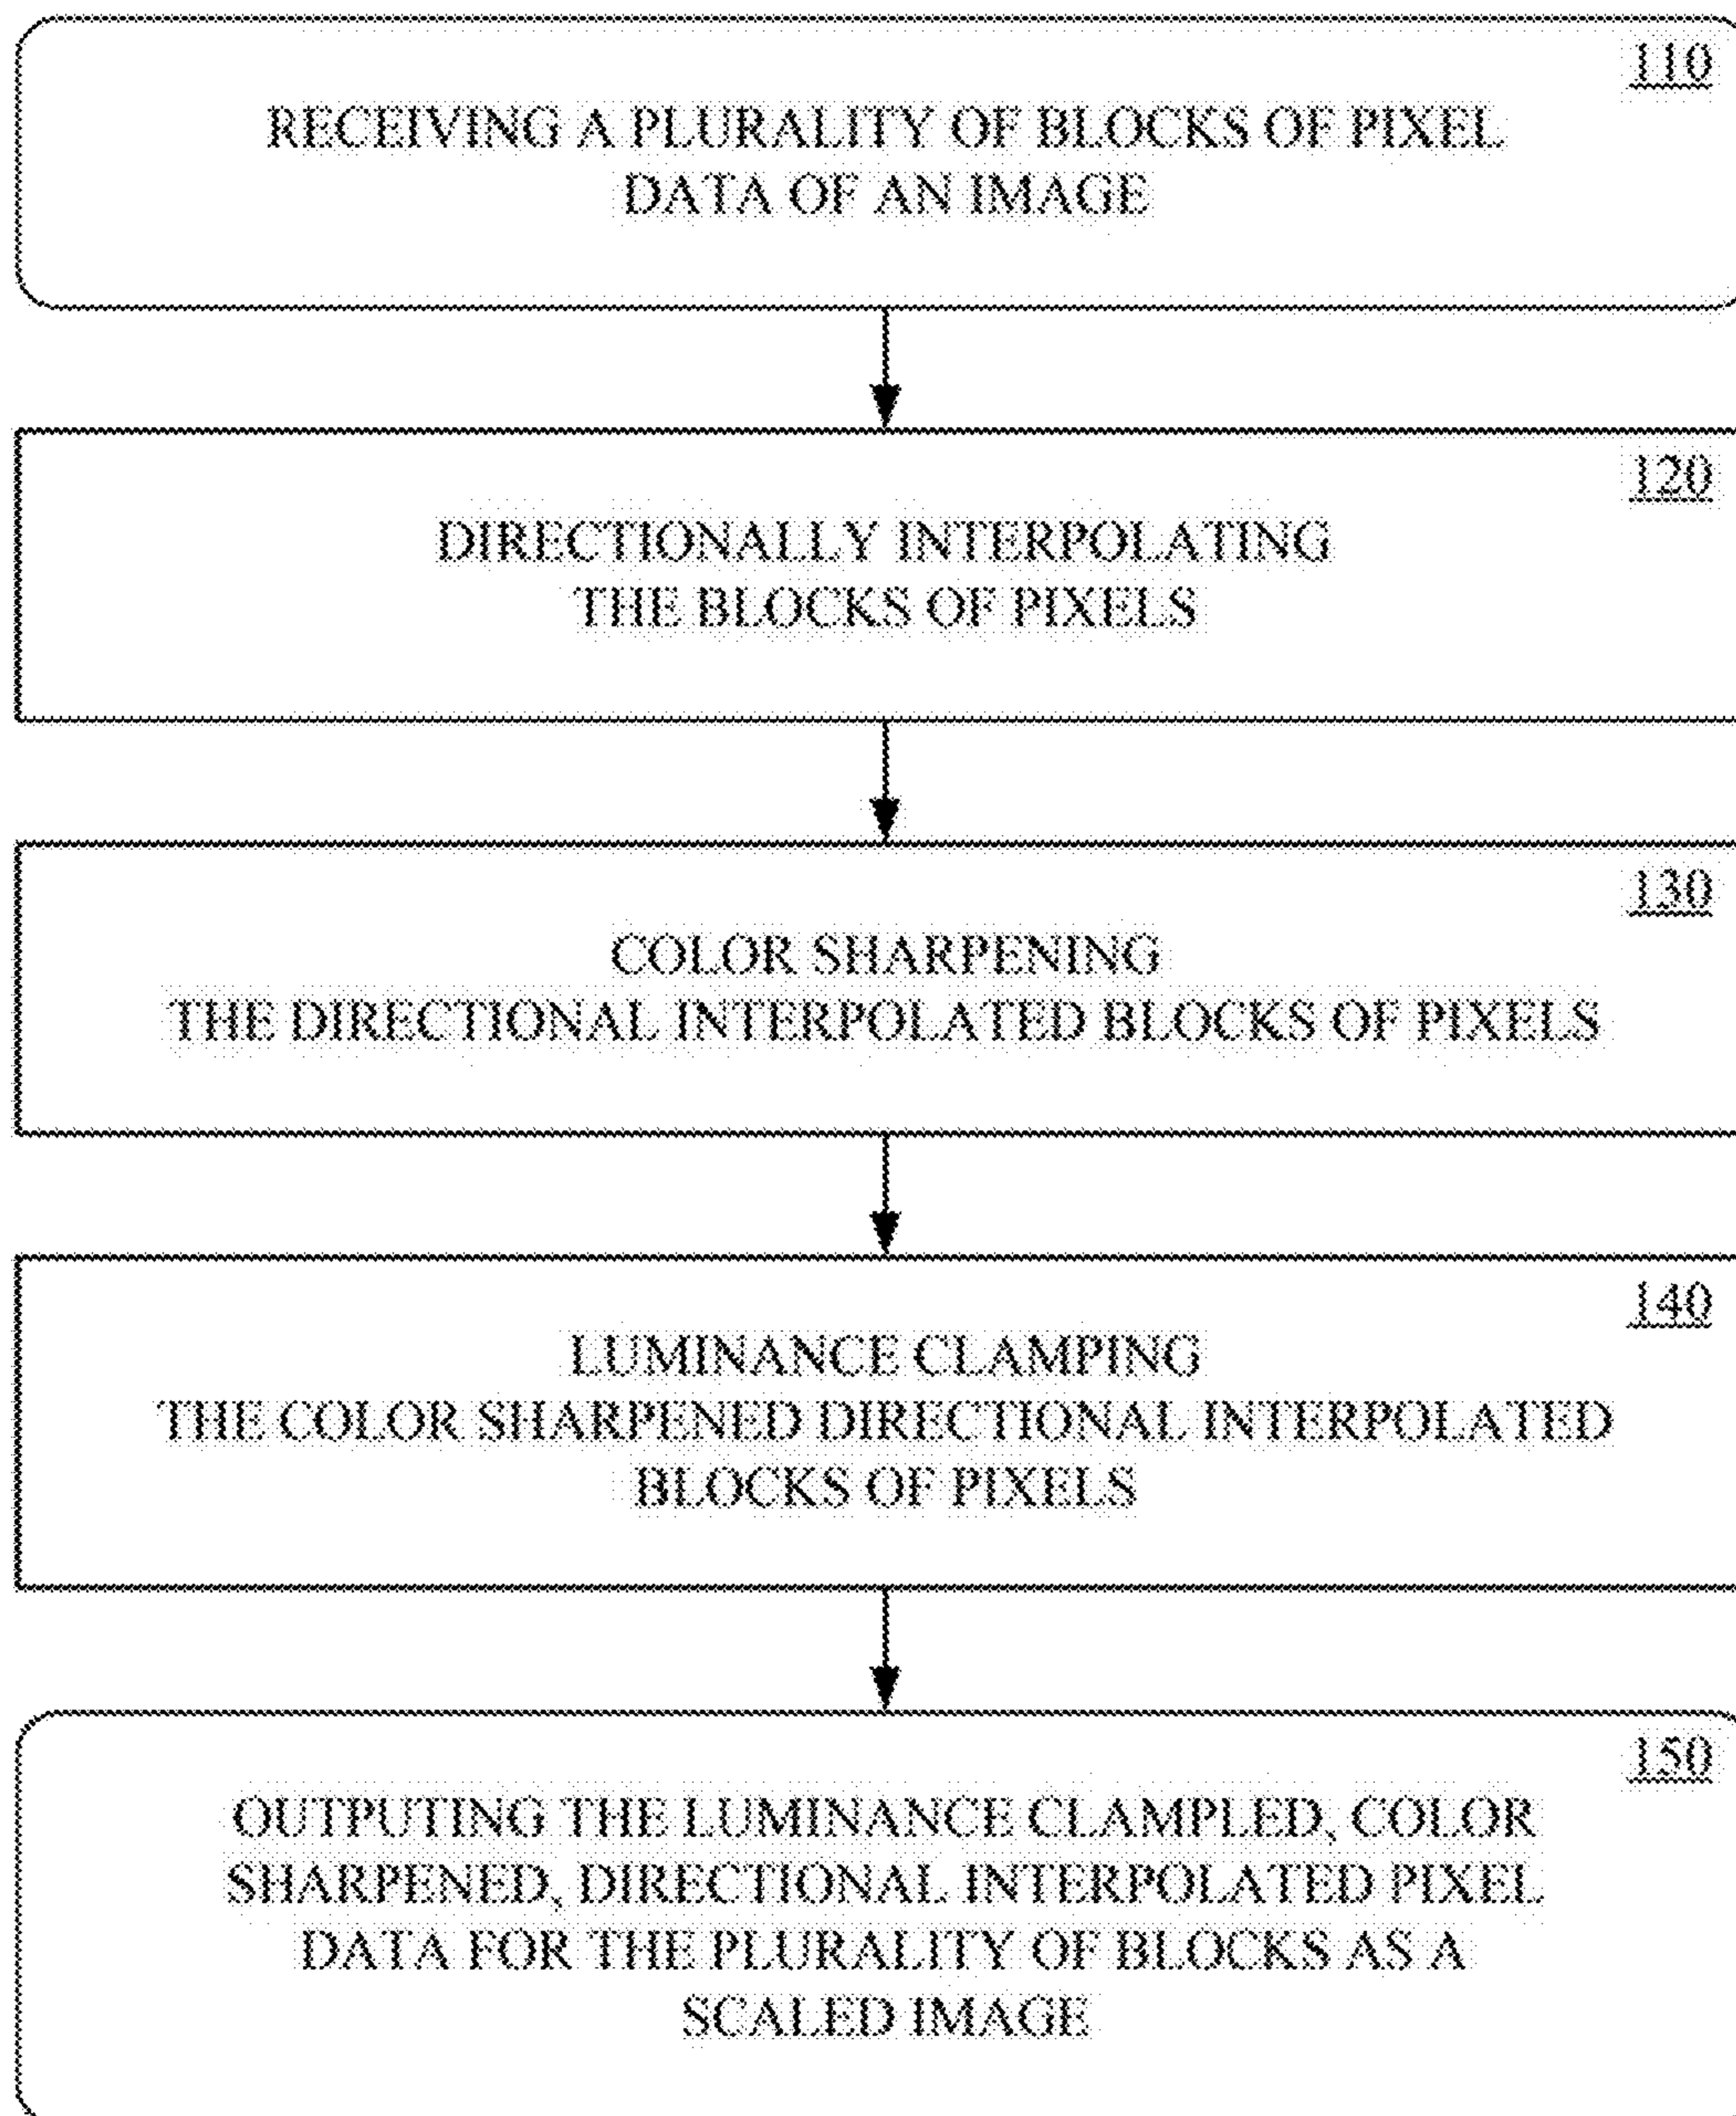 110
RECEIVING A PLURALITY OF BLOCKS OF PIXEL
DATA OF AN IMAGE
120
DIRECTIONALLY INTERPOLATING
THE BLOCKS OF PIXELS
130
COLOR SHARPENING
THE DIRECTIONAL INTERPOLATED BLOCKS OF PIXELS
140
LUMINANCE CLAMPING
THE COLOR SHARPENED DIRECTIONAL INTERPOLATED
BLOCKS OF PIXELS
150
OUTPUTING THE LUMINANCE CLAMPLED, COLOR
SHARPENED, DIRECTIONAL INTERPOLATED PIXEL
DATA FOR THE PLURALITY OF BLOCKS AS A
SCALED IMAGE